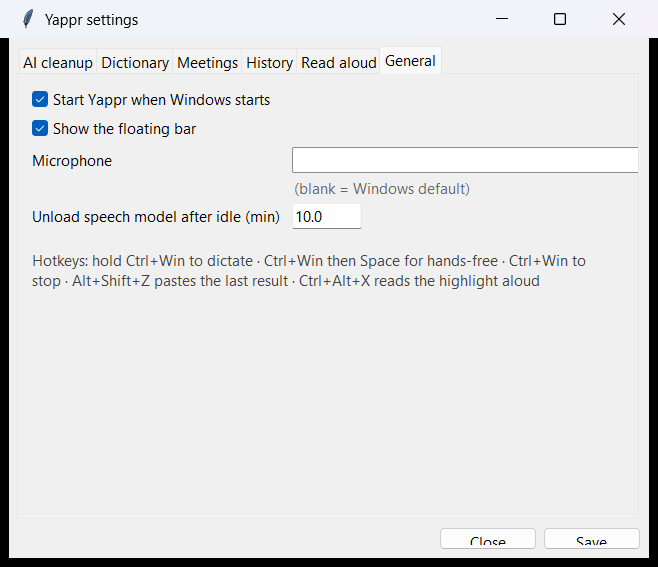 Yappr settings
AI cleanup Dictionary Meetings History Read aloud General
Start Yappr when Windows starts
Show the floating bar
Microphone
(blank = Windows default)
Unload speech model after idle (min) 10.0
Hotkeys: hold Ctrl+Win to dictate · Ctrl+Win then Space for hands-free · Ctrl+Win to
stop · Alt+Shift+Z pastes the last result · Ctrl+Alt+X reads the highlight aloud
Close Save